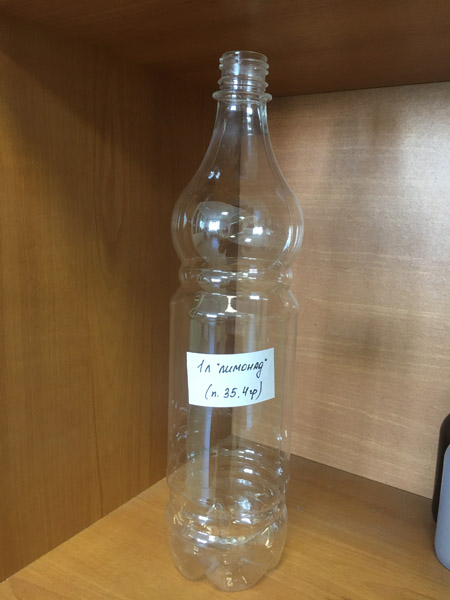 1л "лимонад"
(п. 35,4гр)